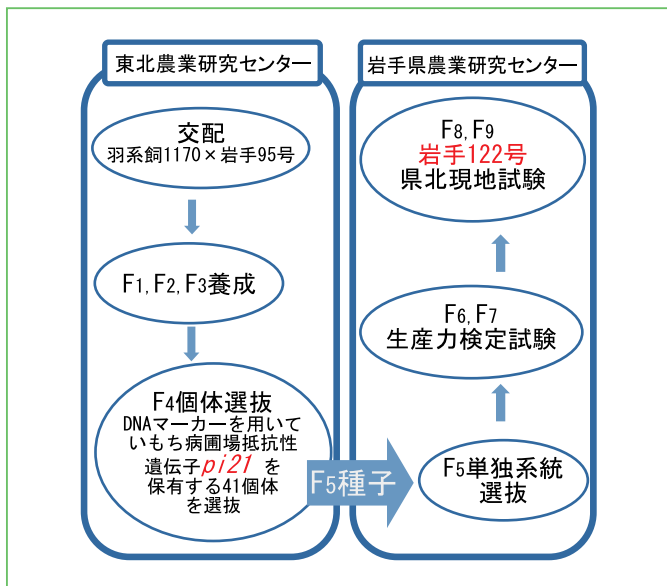 東北農業研究センター
交配
羽系飼1170×岩手95号
F1,F2,F3養成
F4個体選抜
DNAマーカーを用いて
いもち病圃場抵抗性
遺伝子pi21 を
保有する41個体
を選抜
F5種子
岩手県農業研究センター
F8,F9
岩手122号
県北現地試験
F6,F7
生産力検定試験
F5単独系統
選抜